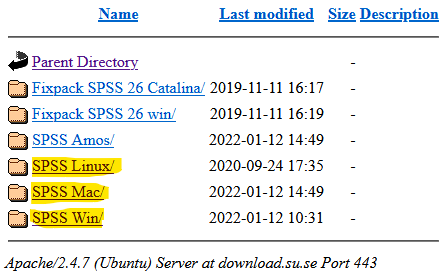 Name Last modified Size Description
Parent Directory -
Fixpack SPSS 26 Catalina/ 2019-11-11 16:17 -
Fixpack SPSS 26 win/ 2019-11-11 16:19 -
SPSS Amos/ 2022-01-12 14:49 -
SPSS Linux/ 2020-09-24 17:35 -
SPSS Mac/ 2022-01-12 14:49 -
SPSS Win/ 2022-01-12 10:31 -
Apache/2.4.7 (Ubuntu) Server at download.su.se Port 443